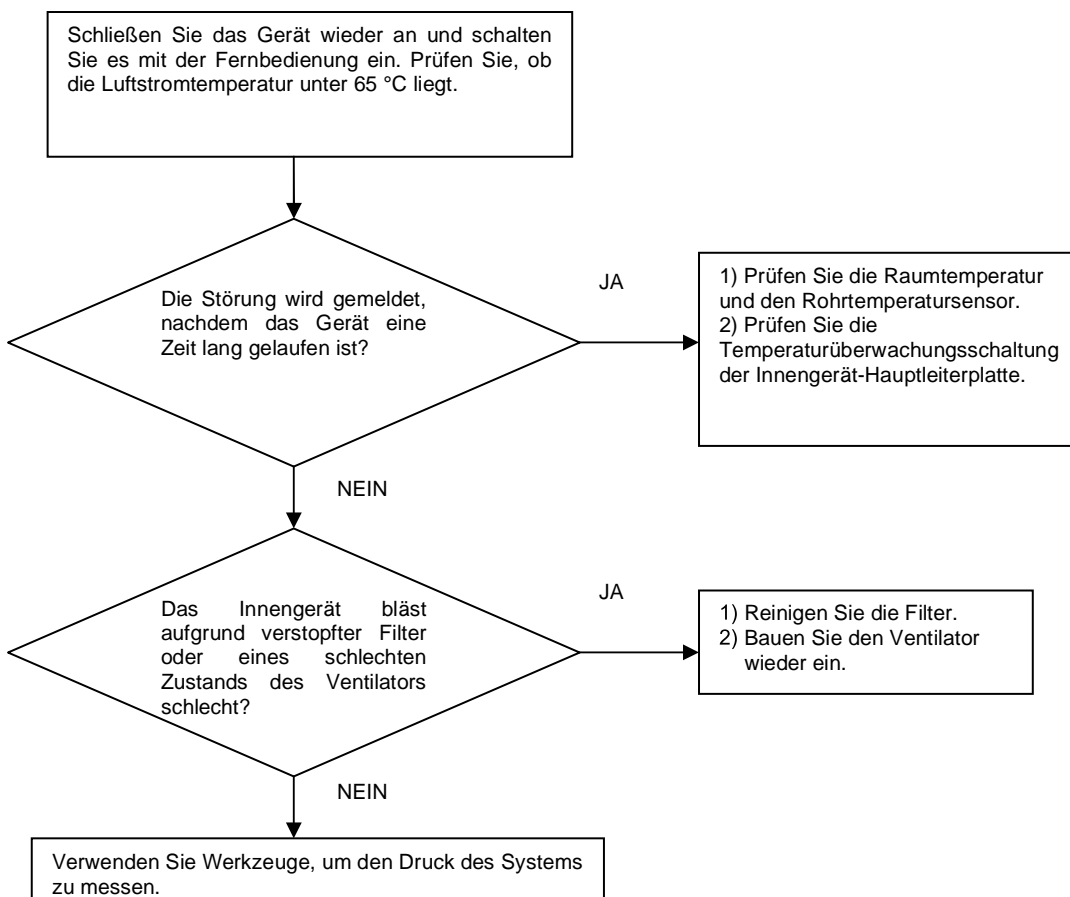 Schließen Sie das Gerät wieder an und schalten
Sie es mit der Fernbedienung ein. Prüfen Sie, ob
die Luftstromtemperatur unter 65 °C liegt.
Die Störung wird gemeldet,
nachdem das Gerät eine
Zeit lang gelaufen ist?
JA
1) Prüfen Sie die Raumtemperatur
und den Rohrtemperatursensor.
2) Prüfen Sie die
Temperaturüberwachungsschaltung
der Innengerät-Hauptleiterplatte.
NEIN
Das Innengerät bläst
aufgrund verstopfter Filter
oder eines schlechten
Zustands des Ventilators
schlecht?
JA
1) Reinigen Sie die Filter.
2) Bauen Sie den Ventilator
wieder ein.
NEIN
Verwenden Sie Werkzeuge, um den Druck des Systems
zu messen.